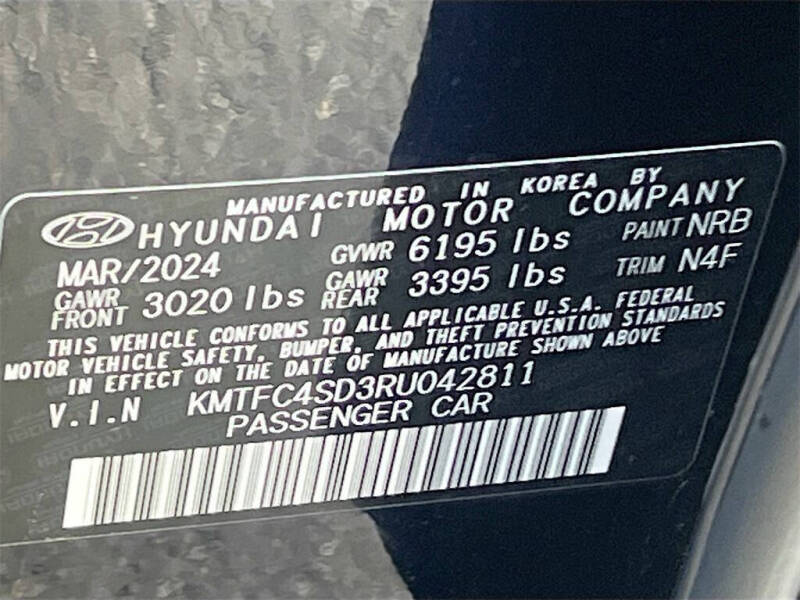 MANUFACTURED IN KOREA BY
HYUNDAI MOTOR COMPANY
MAR/2024 GVWR 6195 lbs PAINT NRB
GAWR FRONT 3020 lbs GAWR REAR 3395 lbs TRIM N4F
THIS VEHICLE CONFORMS TO ALL APPLICABLE U.S.A. FEDERAL
MOTOR VEHICLE SAFETY, BUMPER, AND THEFT PREVENTION STANDARDS
IN EFFECT ON THE DATE OF MANUFACTURE SHOWN ABOVE
V.I.N KMTFC4SD3RU042811
PASSENGER CAR